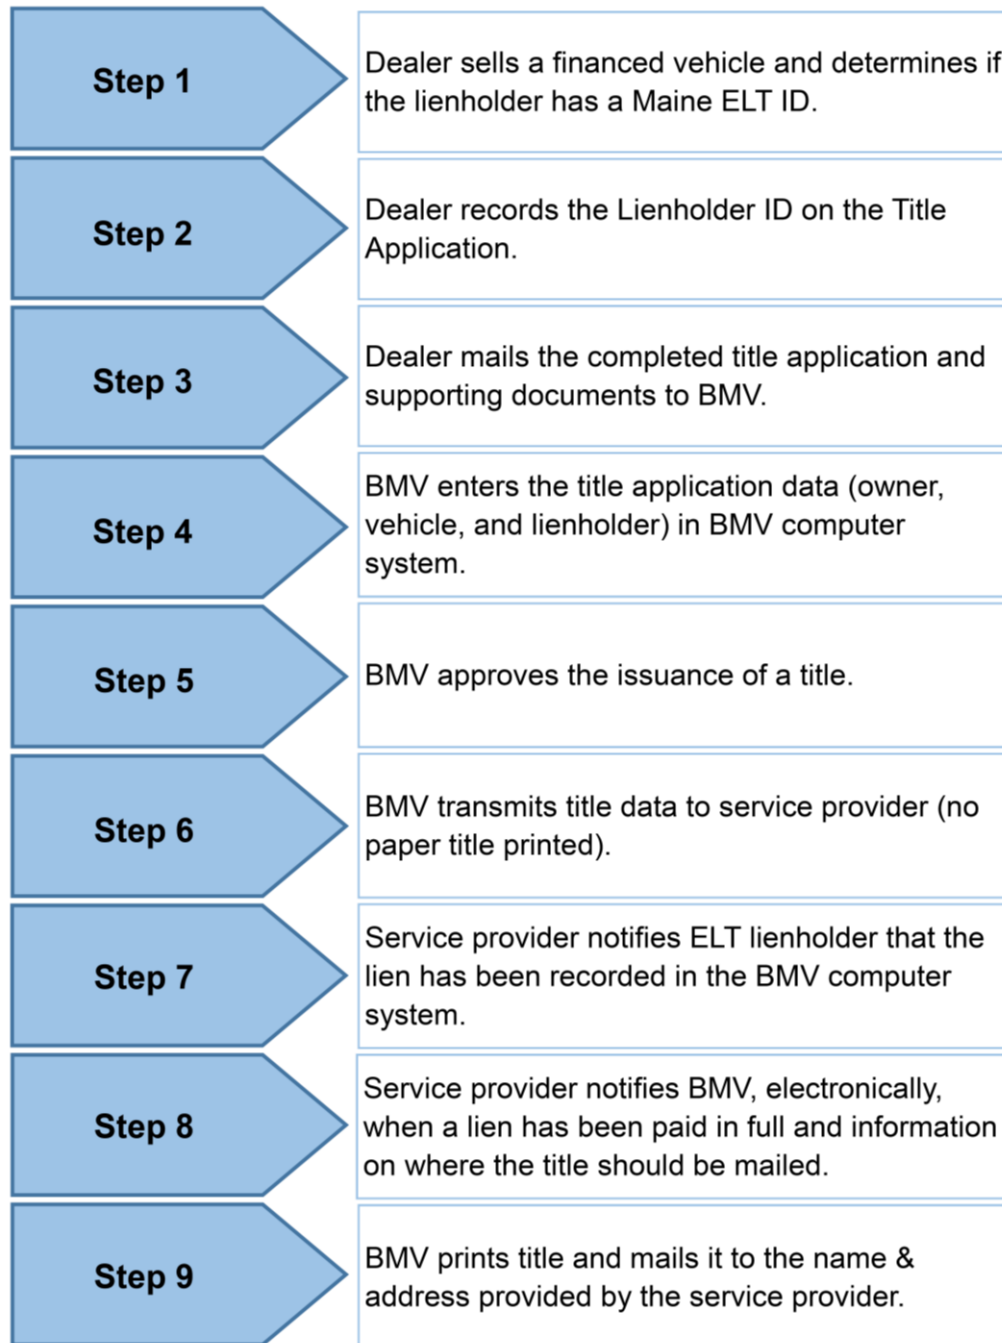 Step 1
Dealer sells a financed vehicle and determines if
the lienholder has a Maine ELT ID.
Step 2
Dealer records the Lienholder ID on the Title
Application.
Step 3
Dealer mails the completed title application and
supporting documents to BMV.
Step 4
BMV enters the title application data (owner,
vehicle, and lienholder) in BMV computer
system.
Step 5
BMV approves the issuance of a title.
Step 6
BMV transmits title data to service provider (no
paper title printed).
Step 7
Service provider notifies ELT lienholder that the
lien has been recorded in the BMV computer
system.
Step 8
Service provider notifies BMV, electronically,
when a lien has been paid in full and information
on where the title should be mailed.
Step 9
BMV prints title and mails it to the name &
address provided by the service provider.